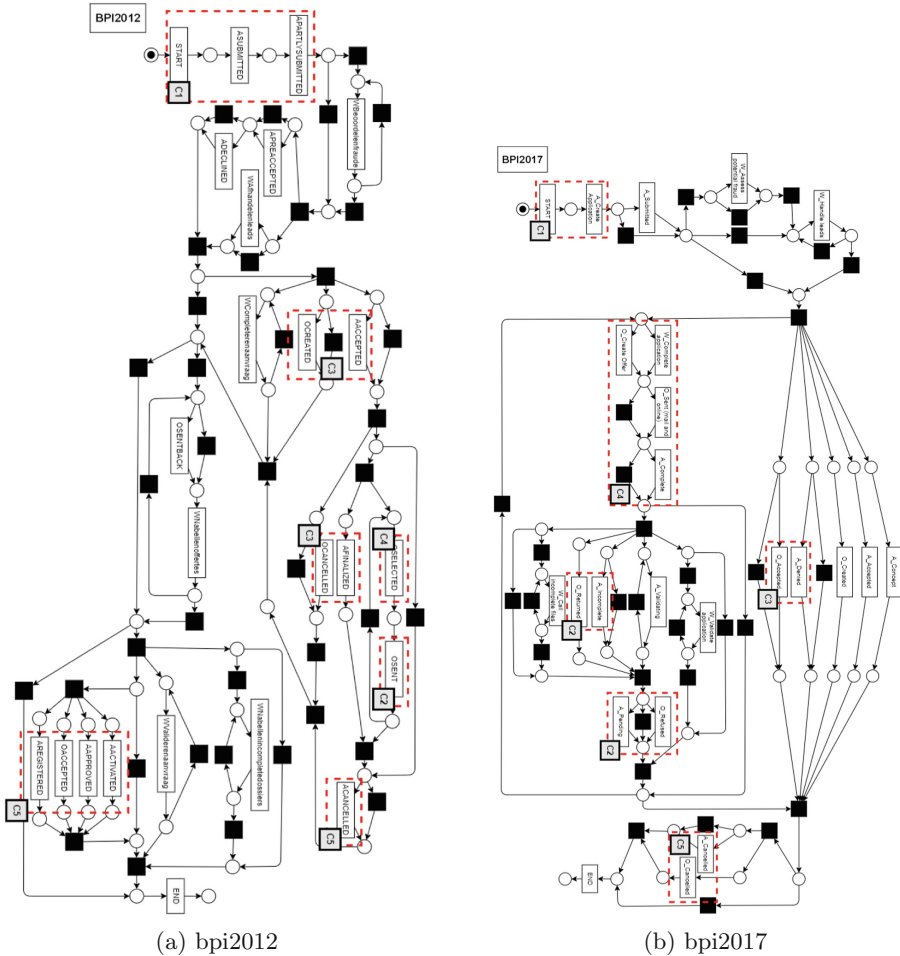 BPI2012
START
ASUBMITTED
APARTLYSUBMITTED
C1
WBeoordelenfraude
ADECLINED
APREACCEPTED
WAfhandelenleads
WCompleterenaanvraag
OCREATED
AACCEPTED
C3
OSENTBACK
WNabellenoffertes
C3
OCANCELLED
AFINALIZED
C4
SELECTED
OSENT
C2
AREGISTERED
OACCEPTED
AAPPROVED
AACTIVATED
C5
WValiderenaanvraag
WNabellenincompletedossiers
ACANCELLED
C5
END
(a) bpi2012
BPI2017
START
C1
A_Create
Application
A_Submitted
W_Assess
potential fraud
W_Handle leads
O_Create Offer
W_Complete
application
O_Sent (mail and
online)
A_Complete
C4
W_Call
incomplete files
O_Returned
A_Incomplete
C2
A_Validating
W_Validate
application
A_Pending
O_Refused
C2
O_Accepted
A_Denied
C3
O_Created
A_Accepted
A_Concept
C5
A_Cancelled
O_Cancelled
END
(b) bpi2017